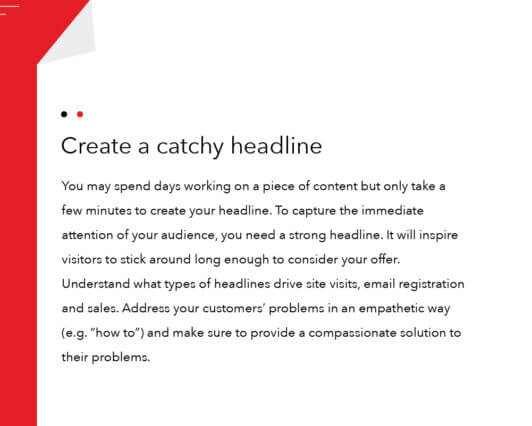 Create a catchy headline
You may spend days working on a piece of content but only take a
few minutes to create your headline. To capture the immediate
attention of your audience, you need a strong headline. It will inspire
visitors to stick around long enough to consider your offer.
Understand what types of headlines drive site visits, email registration
and sales. Address your customers’ problems in an empathetic way
(e.g. “how to”) and make sure to provide a compassionate solution to
their problems.